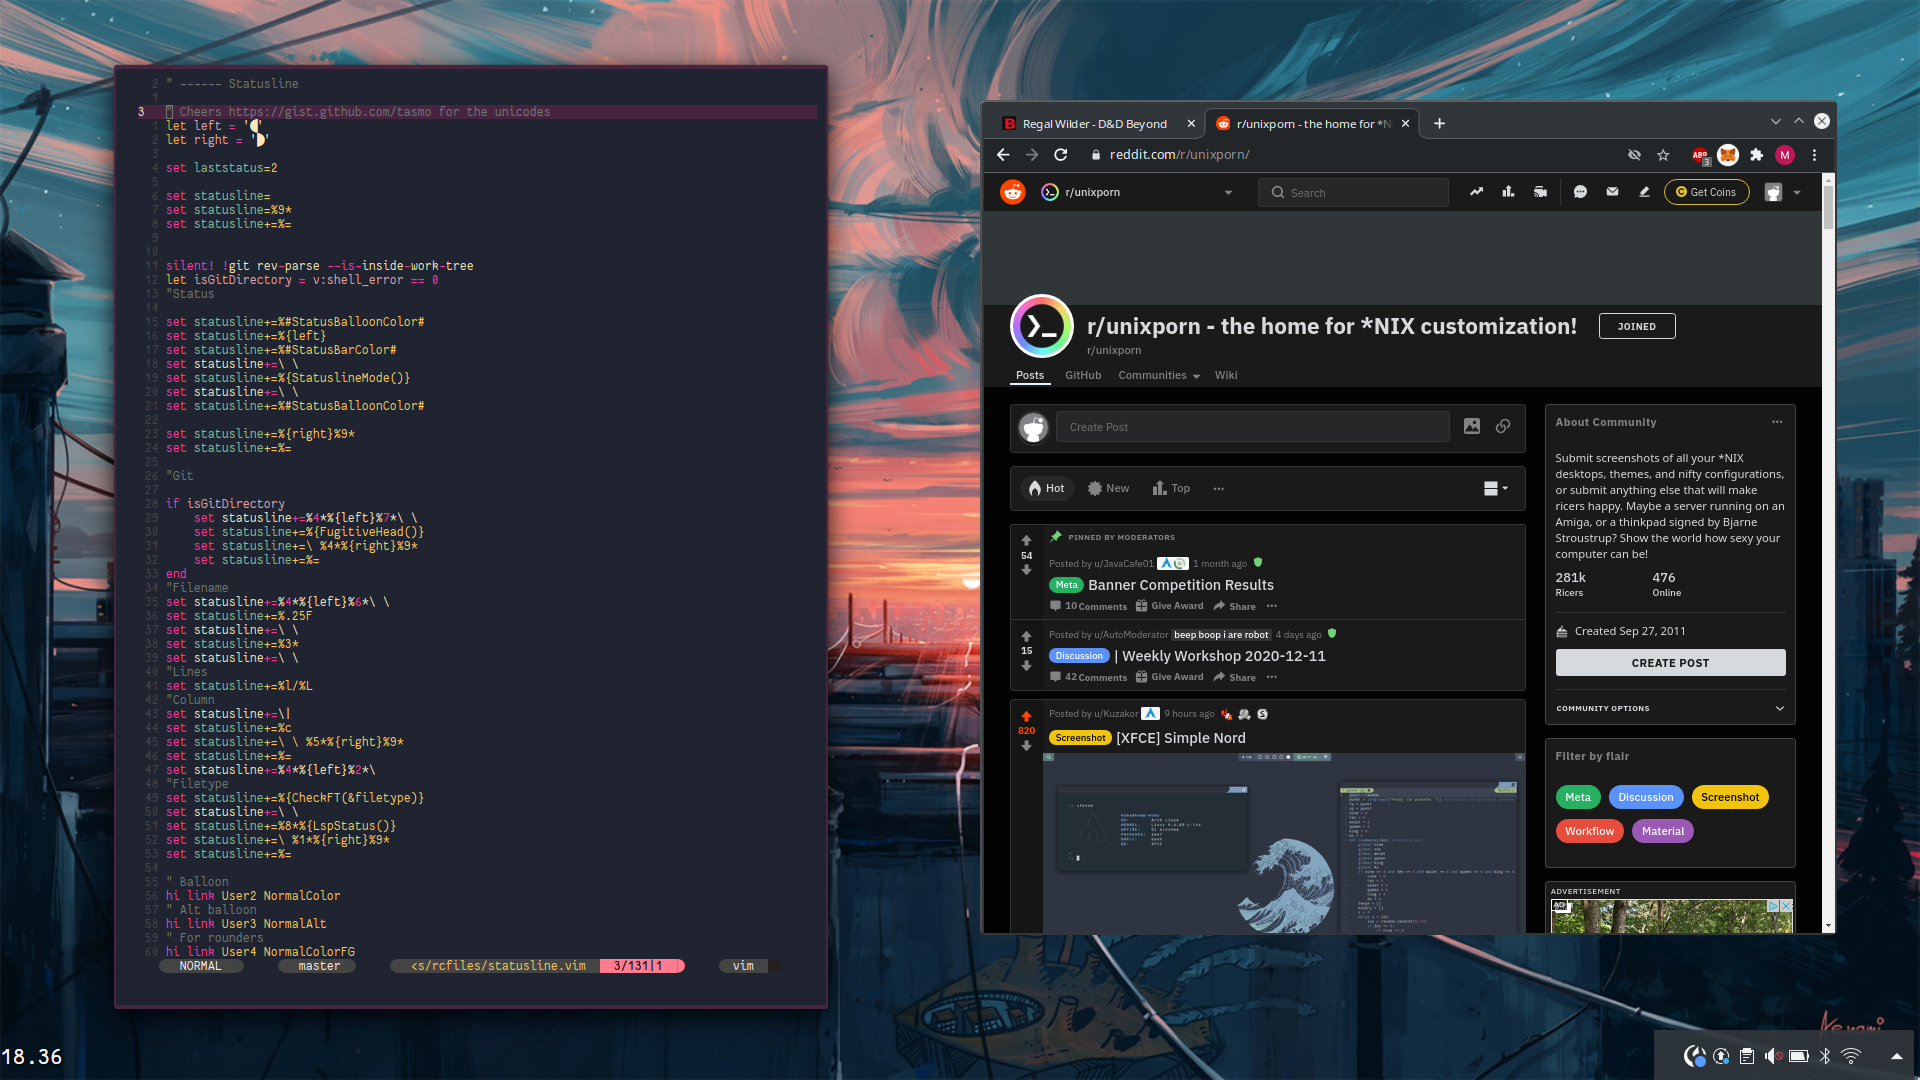 2 " ------ Statusline
1
3 " Cheers https://gist.github.com/tasmo for the unicodes
1 let left = ''
2 let right = ''
3
4 set laststatus=2
5
6 set statusline=
7 set statusline=%9*
8 set statusline+=%=
9
10
11 silent! !git rev-parse --is-inside-work-tree
12 let isGitDirectory = v:shell_error == 0
13 "Status
14
15 set statusline+=%#StatusBalloonColor#
16 set statusline+=%{left}
17 set statusline+=%#StatusBarColor#
18 set statusline+=\ \
19 set statusline+=%{StatuslineMode()}
20 set statusline+=\ \
21 set statusline+=%#StatusBalloonColor#
22
23 set statusline+=%{right}%9*
24 set statusline+=%=
25
26 "Git
27
28 if isGitDirectory
29 set statusline+=%4*%{left}%7*\ \
30 set statusline+=%{FugitiveHead()}
31 set statusline+=\ %4*%{right}%9*
32 set statusline+=%=
33 end
34 "Filename
35 set statusline+=%4*%{left}%6*\ \
36 set statusline+=%.25F
37 set statusline+=\ \
38 set statusline+=%3*
39 set statusline+=\ \
40 "Lines
41 set statusline+=%l/%L
42 "Column
43 set statusline+=\|
44 set statusline+=%c
45 set statusline+=\ \ %5*%{right}%9*
46 set statusline+=%=
47 set statusline+=%4*%{left}%2*\
48 "Filetype
49 set statusline+=%{CheckFT(&filetype)}
50 set statusline+=\ \
51 set statusline+=%8*%{LspStatus()}
52 set statusline+=\ %1*%{right}%9*
53 set statusline+=%=
54
55 " Balloon
56 hi link User2 NormalColor
57 " Alt balloon
58 hi link User3 NormalAlt
59 " For rounders
60 hi link User4 NormalColorFG
NORMAL master <s/rcfiles/statusline.vim 3/131|1 vim
18.36
Regal Wilder - D&D Beyond
r/unixporn - the home for *N
reddit.com/r/unixporn/
ABP 3
M
r/unixporn
Search
Get Coins
r/unixporn - the home for *NIX customization!
JOINED
r/unixporn
Posts GitHub Communities Wiki
Create Post
Hot New Top
PINNED BY MODERATORS
54
Posted by u/JavaCafe01 1 month ago
Meta Banner Competition Results
10 Comments Give Award Share
15
Posted by u/AutoModerator beep boop i are robot 4 days ago
Discussion | Weekly Workshop 2020-12-11
42 Comments Give Award Share
820
Posted by u/Kuzakor 9 hours ago
Screenshot [XFCE] Simple Nord
About Community
Submit screenshots of all your *NIX
desktops, themes, and nifty configurations,
or submit anything else that will make
ricers happy. Maybe a server running on an
Amiga, or a thinkpad signed by Bjarne
Stroustrup? Show the world how sexy your
computer can be!
281k 476
Ricers Online
Created Sep 27, 2011
CREATE POST
COMMUNITY OPTIONS
Filter by flair
Meta Discussion Screenshot
Workflow Material
ADVERTISEMENT
AD